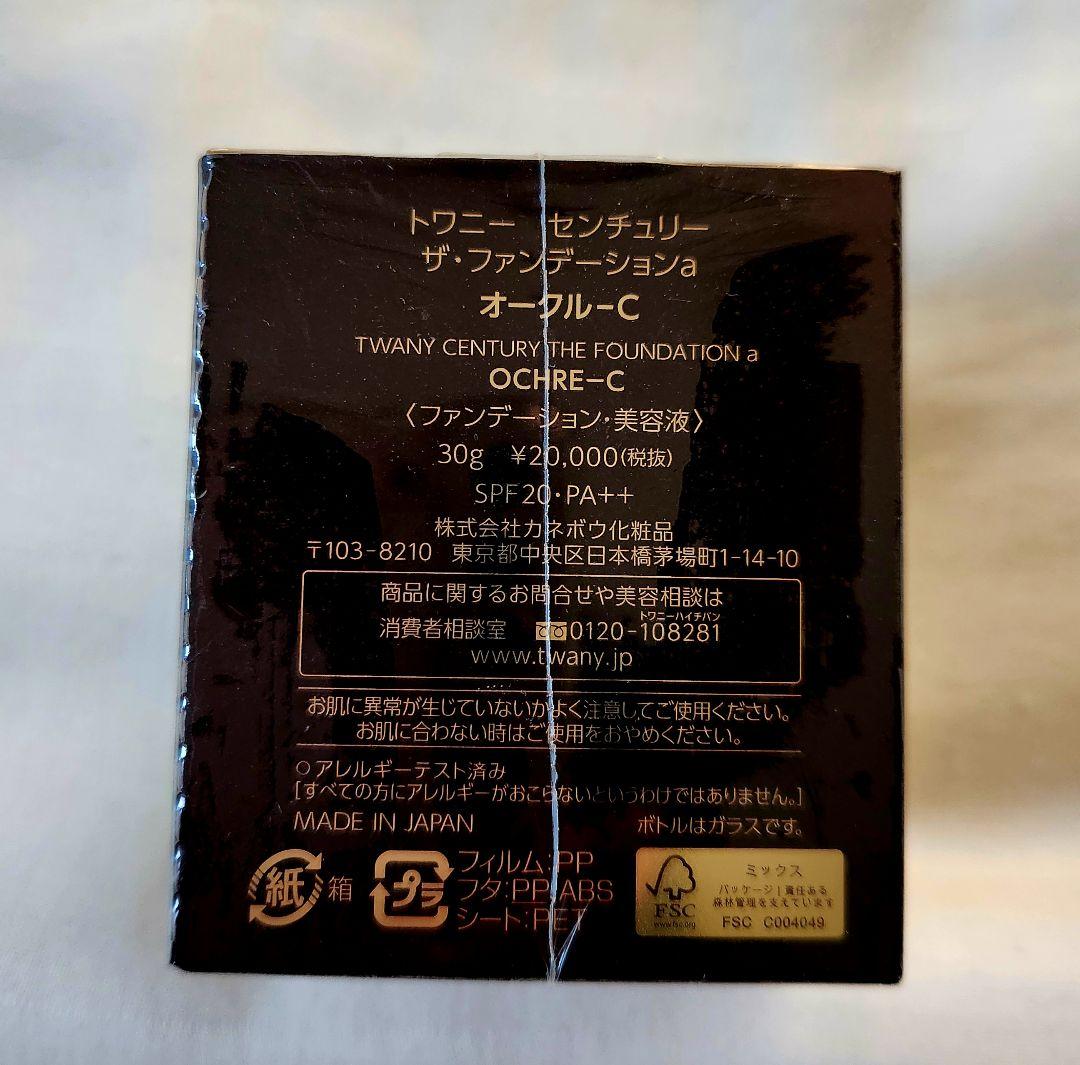 トワニー　センチュリー
ザ・ファンデーションa
オークル-C
TWANY CENTURY THE FOUNDATION a
OCHRE-C
〈ファンデーション・美容液〉
30g　¥20,000(税抜)
SPF20・PA++
株式会社カネボウ化粧品
〒103-8210　東京都中央区日本橋茅場町1-14-10
商品に関するお問合せや美容相談は
トワニーハイチバン
消費者相談室　0120-108281
www.twany.jp
お肌に異常が生じていないかよく注意してご使用ください。
お肌に合わない時はご使用をおやめください。
○アレルギーテスト済み
[すべての方にアレルギーがおこらないというわけではありません。]
MADE IN JAPAN　ボトルはガラスです。
紙 箱
プラ
フィルム:PP
フタ:PP,ABS
シート:PET
FSC
www.fsc.org
ミックス
パッケージ|責任ある
森林管理を支えています
FSC C004049